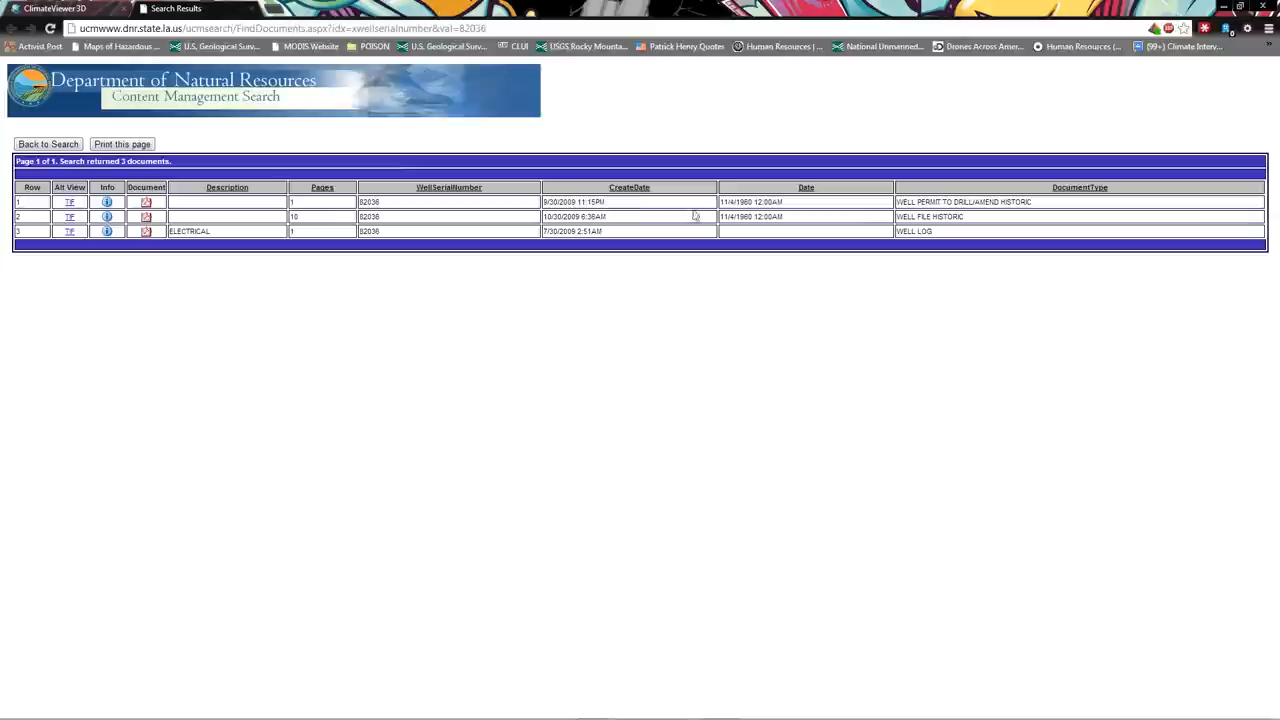 ClimateViewer3D
Search Results
ucmwww.dnr.state.la.us/ucmsearch/FindDocuments.aspx?idx=xwellserialnumber&val=82036
Activist Post Maps of Hazardous ... U.S. Geological Surv... MODIS Website POISON U.S. Geological Surv... CLUI USGS Rocky Mounta... Patrick Henry Quotes Human Resources | ... National Unmanned... Drones Across Amer... Human Resources (... (99+) Climate Interv...
Department of Natural Resources
Content Management Search
Back to Search Print this page
Page 1 of 1. Search returned 3 documents.
Row Alt View Info Document Description Pages WellSerialNumber CreateDate Date DocumentType
1 TIF 1 82036 9/30/2009 11:15PM 11/4/1960 12:00AM WELL PERMIT TO DRILL/AMEND HISTORIC
2 TIF 10 82036 10/30/2009 6:36AM 11/4/1960 12:00AM WELL FILE HISTORIC
3 TIF ELECTRICAL 1 82036 7/30/2009 2:51AM WELL LOG